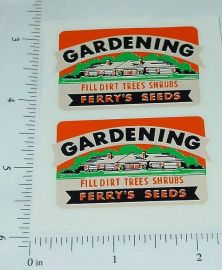 GARDENING
FILL DIRT TREES SHRUBS
FERRY'S SEEDS
GARDENING
FILL DIRT TREES SHRUBS
FERRY'S SEEDS
3
4
5
6
in
1
2